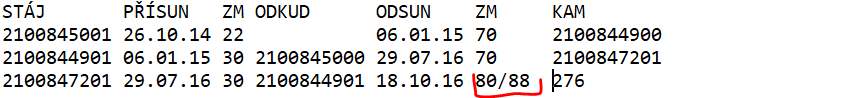 STÁJ PŘÍSUN ZM ODKUD ODSUN ZM KAM
2100845001 26.10.14 22 06.01.15 70 2100844900
2100844901 06.01.15 30 2100845000 29.07.16 70 2100847201
2100847201 29.07.16 30 2100844901 18.10.16 80/88 276